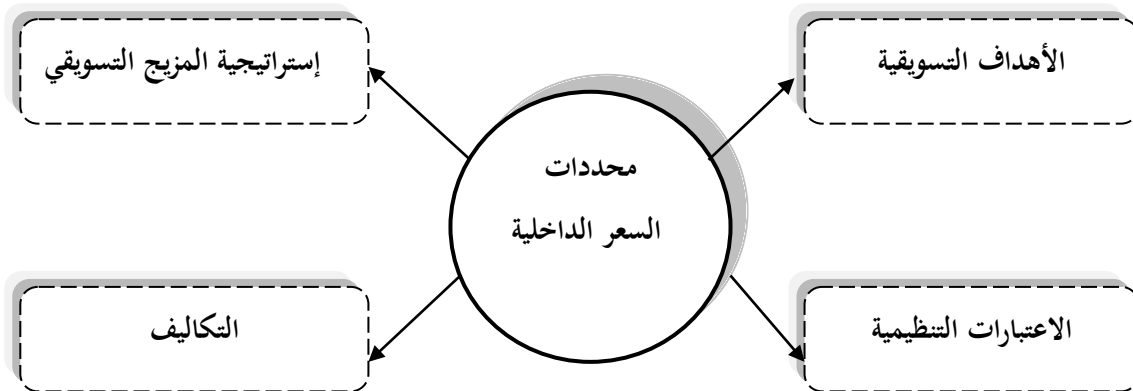 الأهداف التسويقية
إستراتيجية المزيج التسويقي
محددات
السعر الداخلية
الاعتبارات التنظيمية
التكاليف